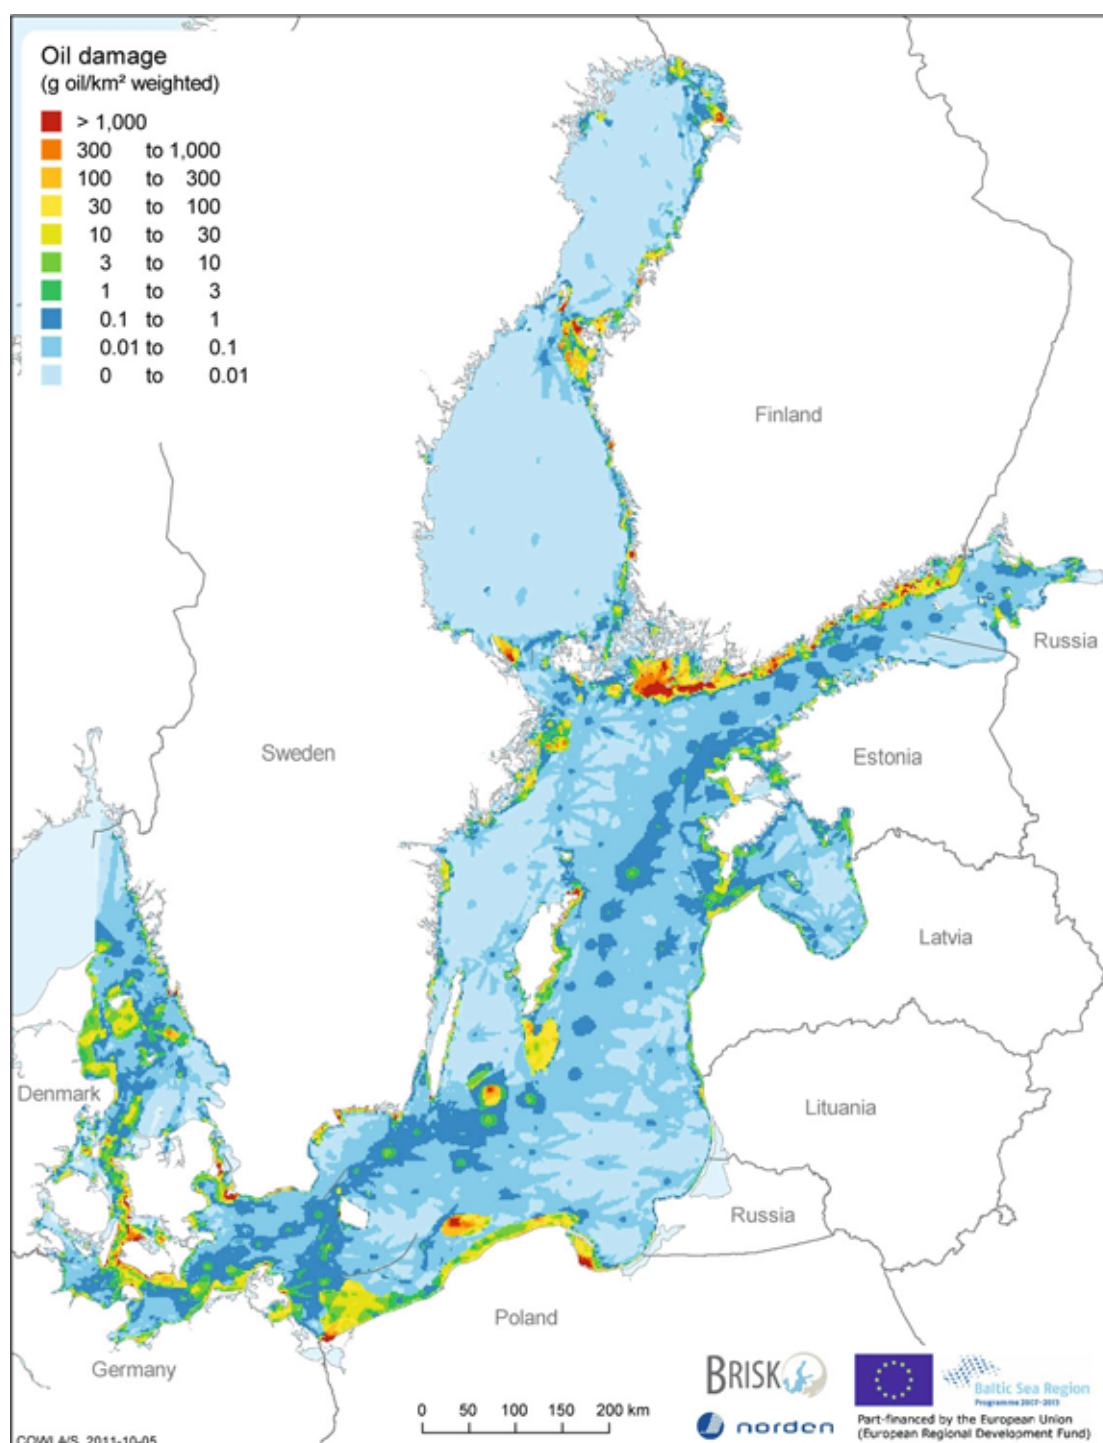 Oil damage
(g oil/km² weighted)
> 1,000
300 to 1,000
100 to 300
30 to 100
10 to 30
3 to 10
1 to 3
0.1 to 1
0.01 to 0.1
0 to 0.01
Finland
Russia
Sweden
Estonia
Latvia
Denmark
Lituania
Russia
Poland
Germany
BRISK
Baltic Sea Region
Programme 2007-2013
0 50 100 150 200 km
norden
Part-financed by the European Union
(European Regional Development Fund)
COWI A/S, 2011-10-05